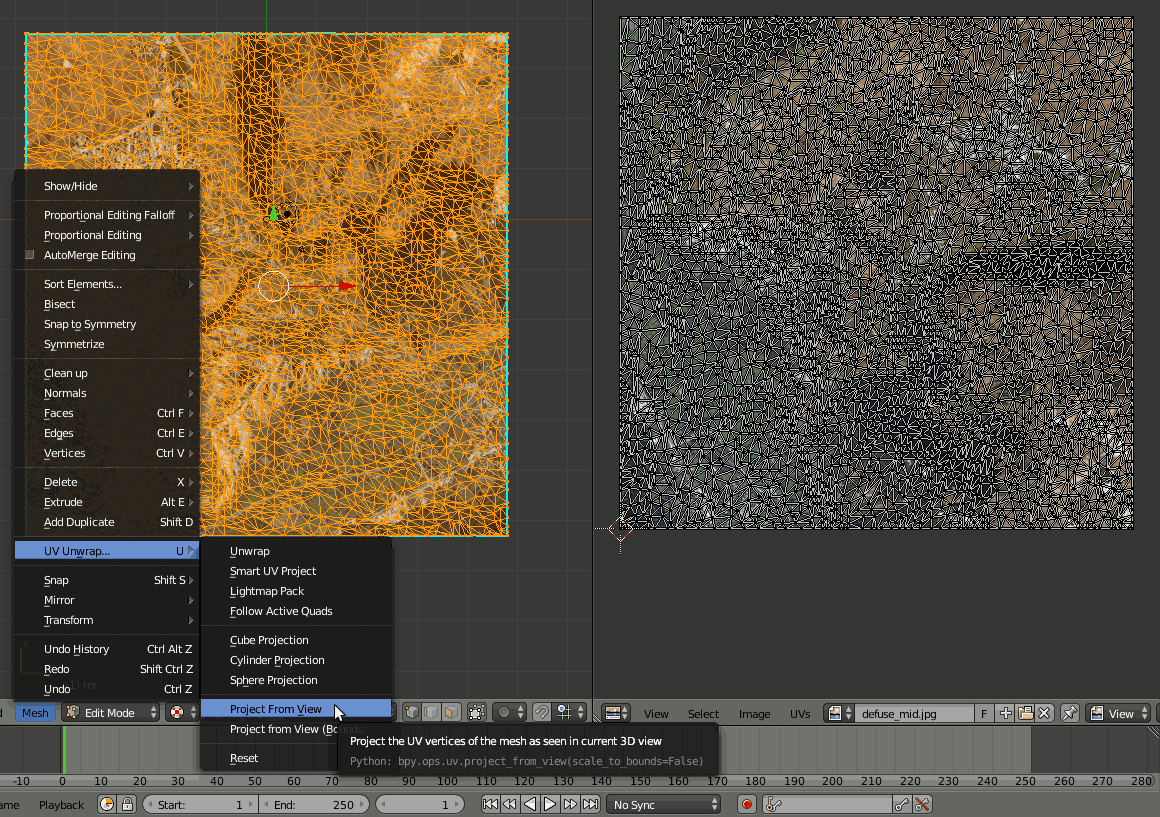 Show/Hide
Proportional Editing Falloff
Proportional Editing
AutoMerge Editing
Sort Elements...
Bisect
Snap to Symmetry
Symmetrize
Clean up
Normals
Faces Ctrl F
Edges Ctrl E
Vertices Ctrl V
Delete X
Extrude Alt E
Add Duplicate Shift D
UV Unwrap... U
Snap Shift S
Mirror
Transform
Undo History Ctrl Alt Z
Redo Shift Ctrl Z
Undo Ctrl Z
Unwrap
Smart UV Project
Lightmap Pack
Follow Active Quads
Cube Projection
Cylinder Projection
Sphere Projection
Project From View
Project from View (Bounds
Reset
Project the UV vertices of the mesh as seen in current 3D view
Python: bpy.ops.uv.project_from_view(scale_to_bounds=False)
Mesh Edit Mode
View Select Image UVs defuse_mid.jpg F View
-10 0 10 20 30 40 50 60 70 80 90 100 110 120 130 140 150 160 170 180 190 200 210 220 230 240 250 260 270 280
ame Playback Start: 1 End: 250 1 No Sync